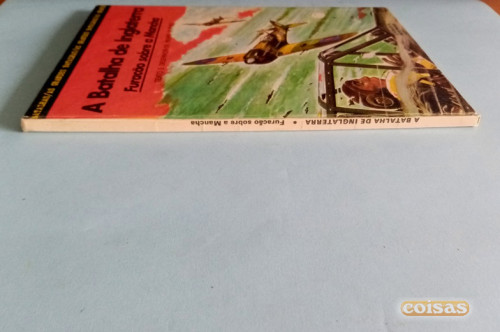 A Batalha de Inglaterra
Furacão sobre a Mancha
A BATALHA DE INGLATERRA • Furacão sobre a Mancha
coisas